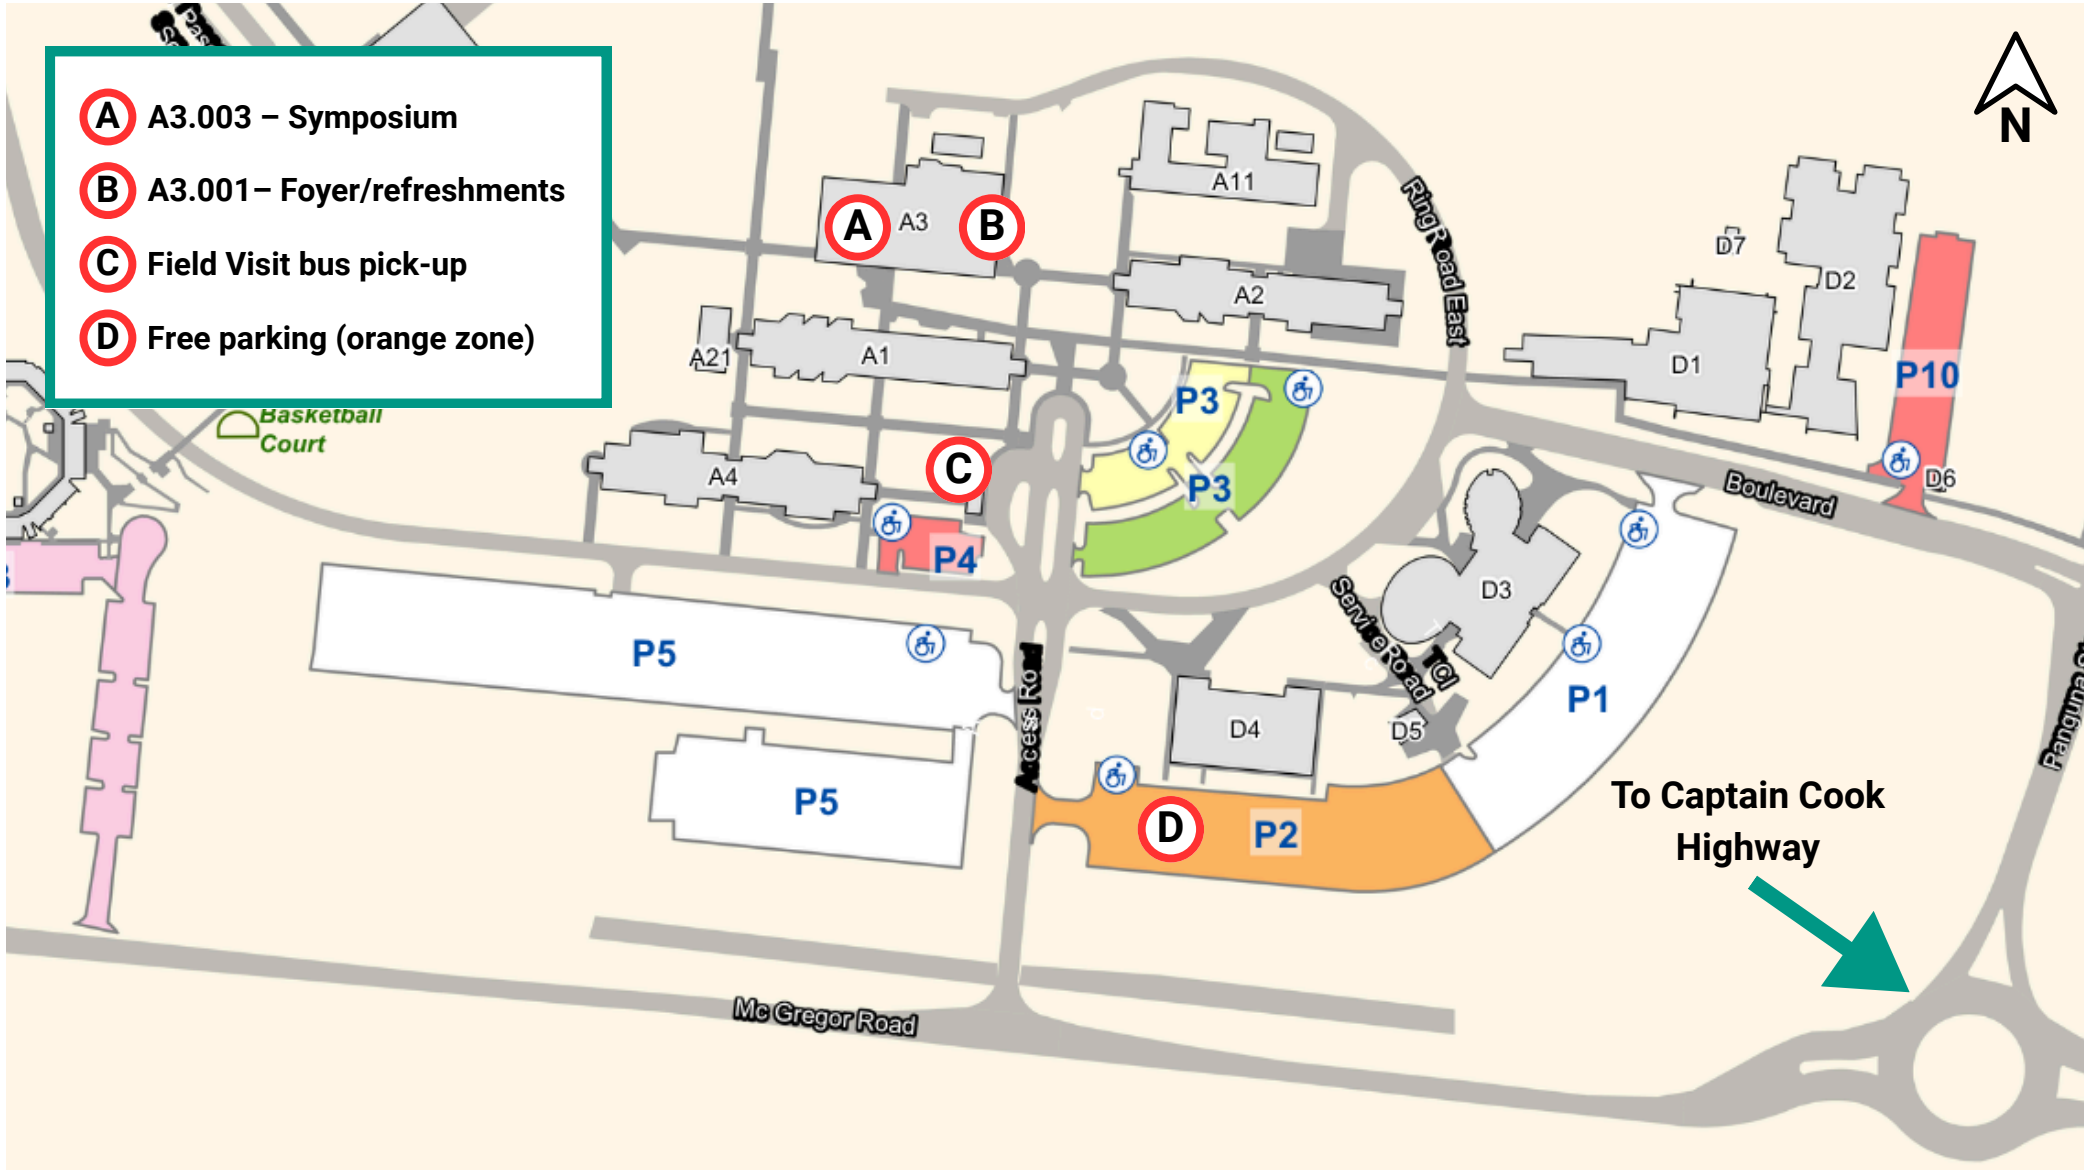 A A3.003 – Symposium
B A3.001– Foyer/refreshments
C Field Visit bus pick-up
D Free parking (orange zone)
N
A11
Ring Road East
A
A3
B
D7
D2
A2
A21
A1
D1
P10
P3
Basketball
Court
A4
C
P3
D6
Boulevard
P4
D3
Service Road
TCI
P5
Access Road
P1
D4
D5
P5
D
P2
To Captain Cook
Highway
Mc Gregor Road